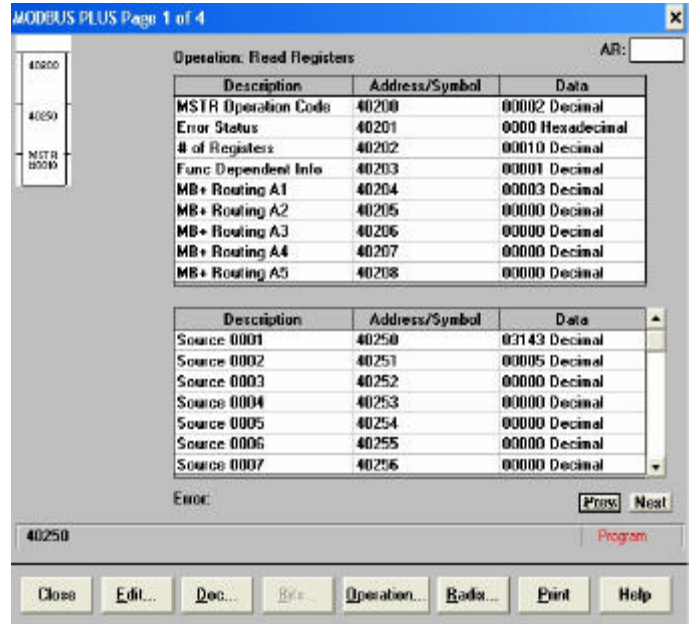 MODBUS PLUS Page 1 of 4
40200
40250
MSTR
00010
Operation: Read Registers
AR:
Description Address/Symbol Data
MSTR Operation Code 40200 00002 Decimal
Error Status 40201 0000 Hexadecimal
# of Registers 40202 00010 Decimal
Func Dependent Info 40203 00001 Decimal
MB+ Routing A1 40204 00003 Decimal
MB+ Routing A2 40205 00000 Decimal
MB+ Routing A3 40206 00000 Decimal
MB+ Routing A4 40207 00000 Decimal
MB+ Routing A5 40208 00000 Decimal
Description Address/Symbol Data
Source 0001 40250 03143 Decimal
Source 0002 40251 00005 Decimal
Source 0003 40252 00000 Decimal
Source 0004 40253 00000 Decimal
Source 0005 40254 00000 Decimal
Source 0006 40255 00000 Decimal
Source 0007 40256 00000 Decimal
Error:
Prev Next
40250 Program
Close Edit... Doc... Operation... Radix... Print Help